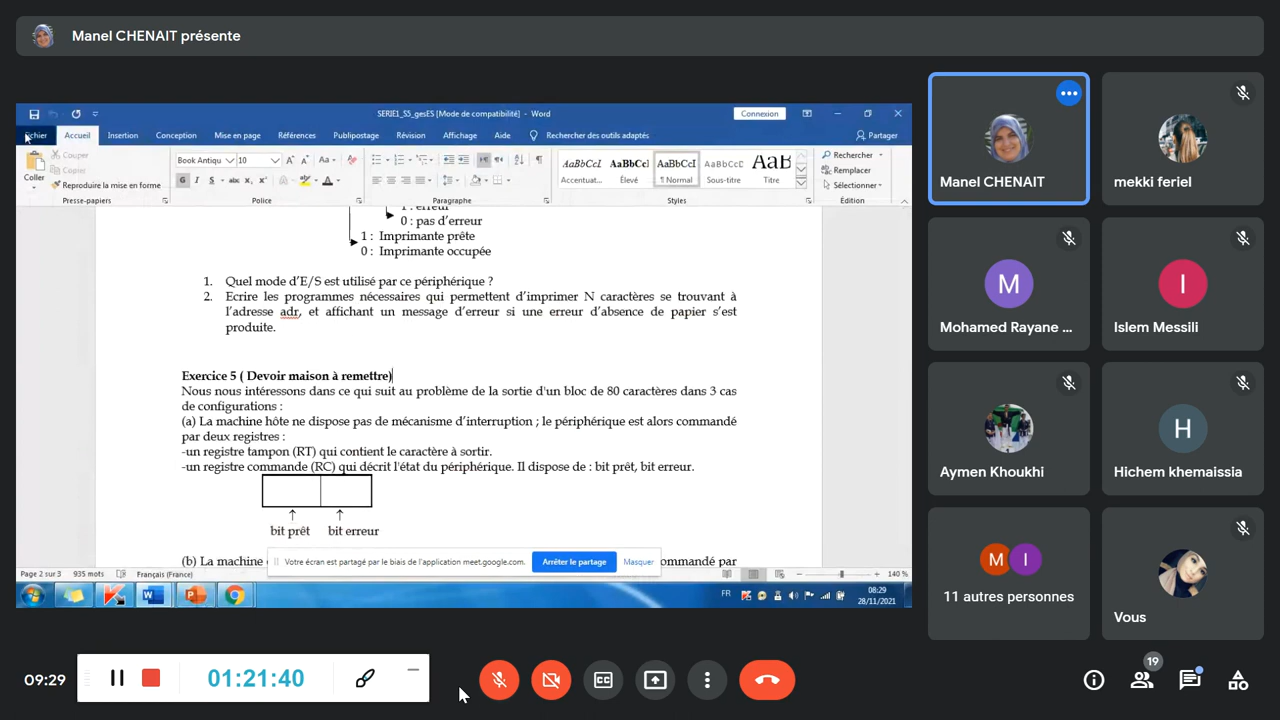 Manel CHENAIT présente
SERIE1_S5_gesES [Mode de compatibilité] - Word
Connexion
Fichier Accueil Insertion Conception Mise en page Références Publipostage Révision Affichage Aide Rechercher des outils adaptés Partager
Coller
Couper
Copier
Reproduire la mise en forme
Presse-papiers
Book Antiqu 10
G I S abc
Police
Paragraphe
AaBbCcI AaBbCc AaBbCcI AaBbCcD AaB
Accentuat... Élevé ¶ Normal Sous-titre Titre
Styles
Rechercher
Remplacer
Sélectionner
Édition
1 : erreur
0 : pas d'erreur
1 : Imprimante prête
0 : Imprimante occupée
1. Quel mode d'E/S est utilisé par ce périphérique ?
2. Ecrire les programmes nécessaires qui permettent d'imprimer N caractères se trouvant à
l'adresse adr, et affichant un message d'erreur si une erreur d'absence de papier s'est
produite.
Exercice 5 ( Devoir maison à remettre)
Nous nous intéressons dans ce qui suit au problème de la sortie d'un bloc de 80 caractères dans 3 cas
de configurations :
(a) La machine hôte ne dispose pas de mécanisme d'interruption ; le périphérique est alors commandé
par deux registres :
-un registre tampon (RT) qui contient le caractère à sortir.
-un registre commande (RC) qui décrit l'état du périphérique. Il dispose de : bit prêt, bit erreur.
bit prêt bit erreur
(b) La machine
ommandé par
Votre écran est partagé par le biais de l'application meet.google.com.
Arrêter le partage
Masquer
Page 2 sur 3 935 mots Français (France) 140 %
FR
08:29
28/11/2021
Manel CHENAIT
mekki feriel
Mohamed Rayane ...
M
Islem Messili
I
Aymen Khoukhi
Hichem khemaissia
H
M I
11 autres personnes
Vous
09:29
01:21:40
19